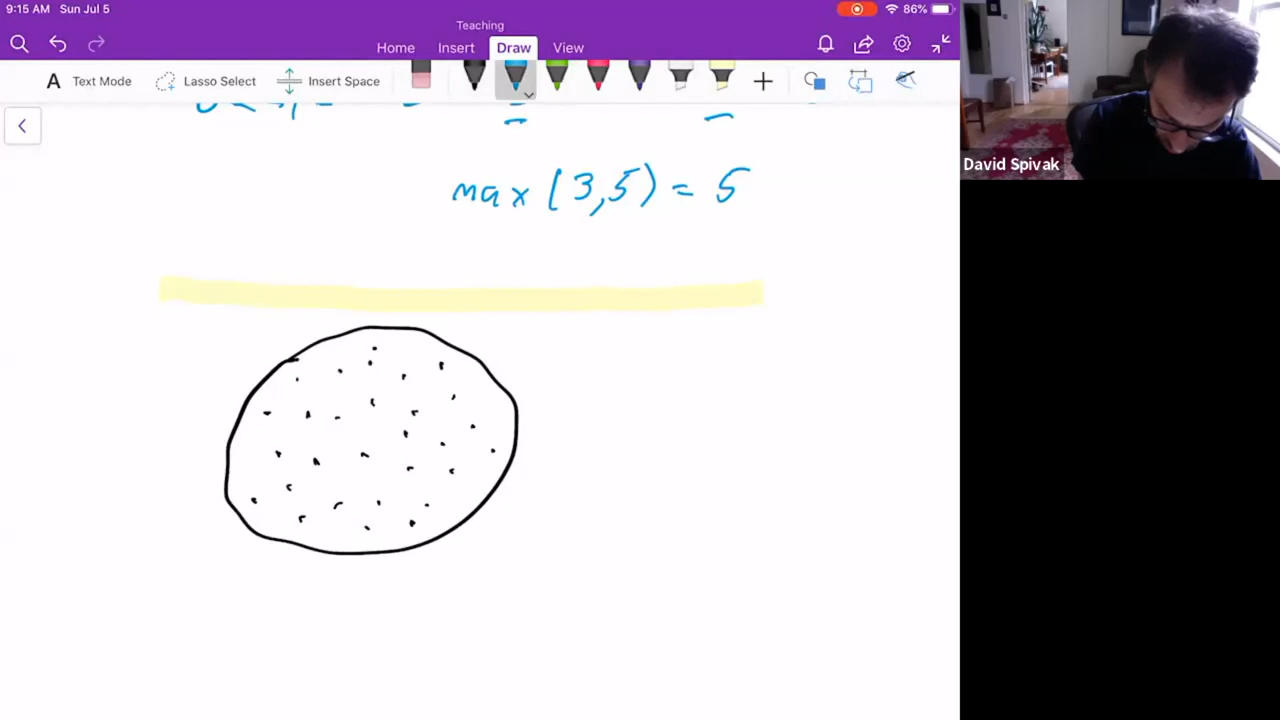 9:15 AM Sun Jul 5
86%
Teaching
Home Insert Draw View
A Text Mode Lasso Select Insert Space
David Spivak
max (3,5) = 5